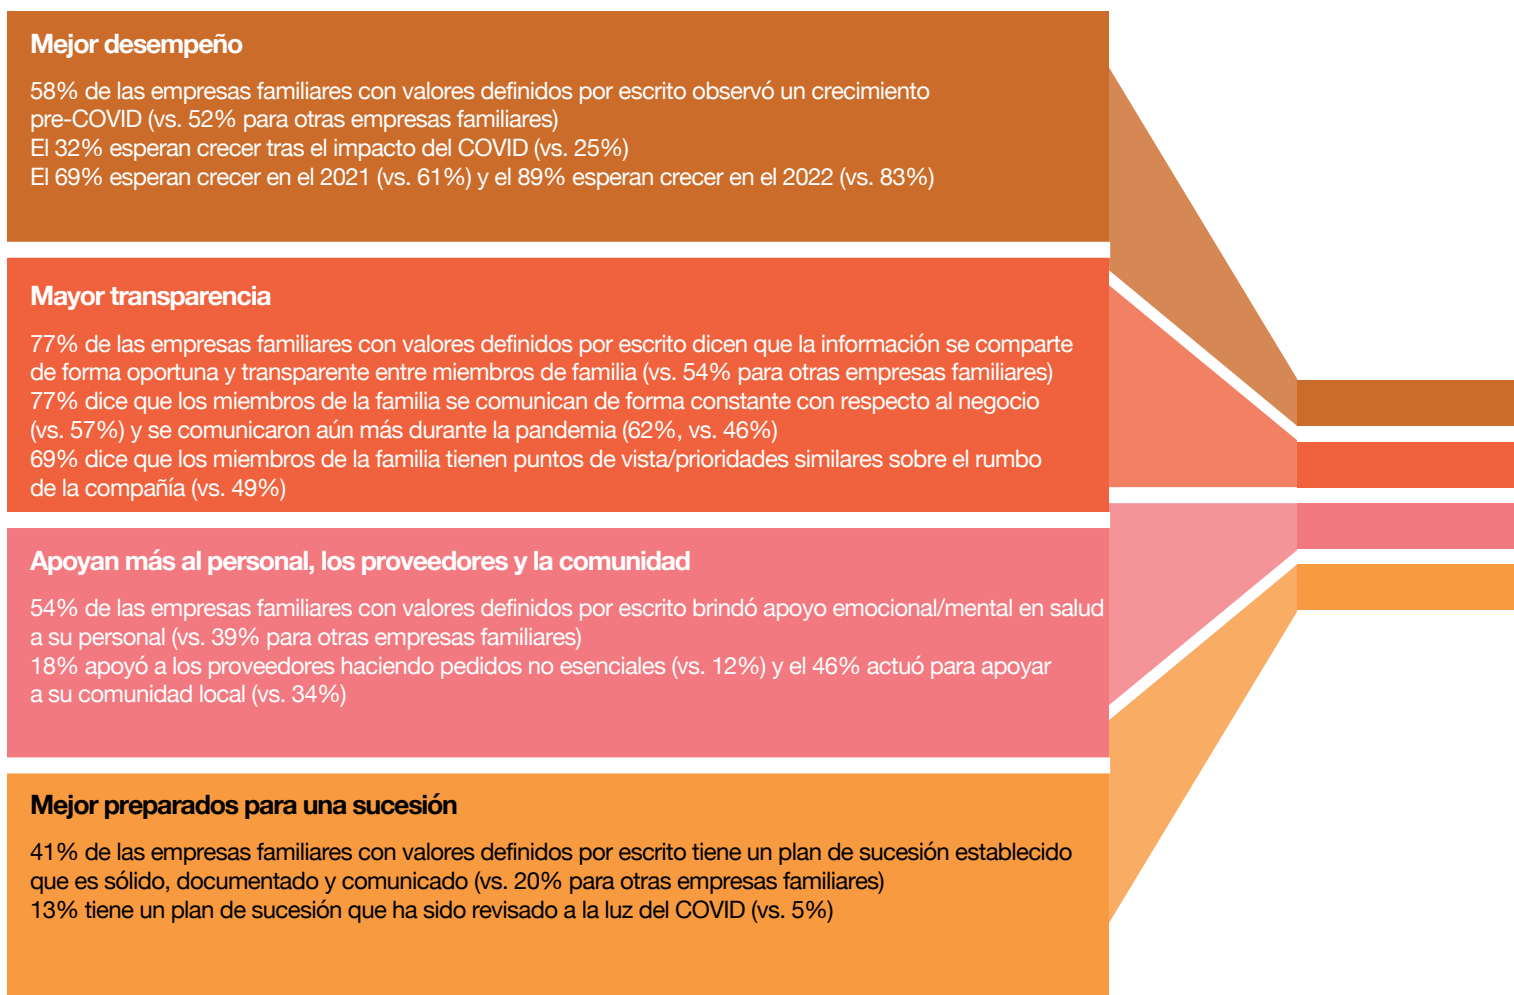 Mejor desempeño
58% de las empresas familiares con valores definidos por escrito observó un crecimiento
pre-COVID (vs. 52% para otras empresas familiares)
El 32% esperan crecer tras el impacto del COVID (vs. 25%)
El 69% esperan crecer en el 2021 (vs. 61%) y el 89% esperan crecer en el 2022 (vs. 83%)
Mayor transparencia
77% de las empresas familiares con valores definidos por escrito dicen que la información se comparte
de forma oportuna y transparente entre miembros de familia (vs. 54% para otras empresas familiares)
77% dice que los miembros de la familia se comunican de forma constante con respecto al negocio
(vs. 57%) y se comunicaron aún más durante la pandemia (62%, vs. 46%)
69% dice que los miembros de la familia tienen puntos de vista/prioridades similares sobre el rumbo
de la compañía (vs. 49%)
Apoyan más al personal, los proveedores y la comunidad
54% de las empresas familiares con valores definidos por escrito brindó apoyo emocional/mental en salud
a su personal (vs. 39% para otras empresas familiares)
18% apoyó a los proveedores haciendo pedidos no esenciales (vs. 12%) y el 46% actuó para apoyar
a su comunidad local (vs. 34%)
Mejor preparados para una sucesión
41% de las empresas familiares con valores definidos por escrito tiene un plan de sucesión establecido
que es sólido, documentado y comunicado (vs. 20% para otras empresas familiares)
13% tiene un plan de sucesión que ha sido revisado a la luz del COVID (vs. 5%)